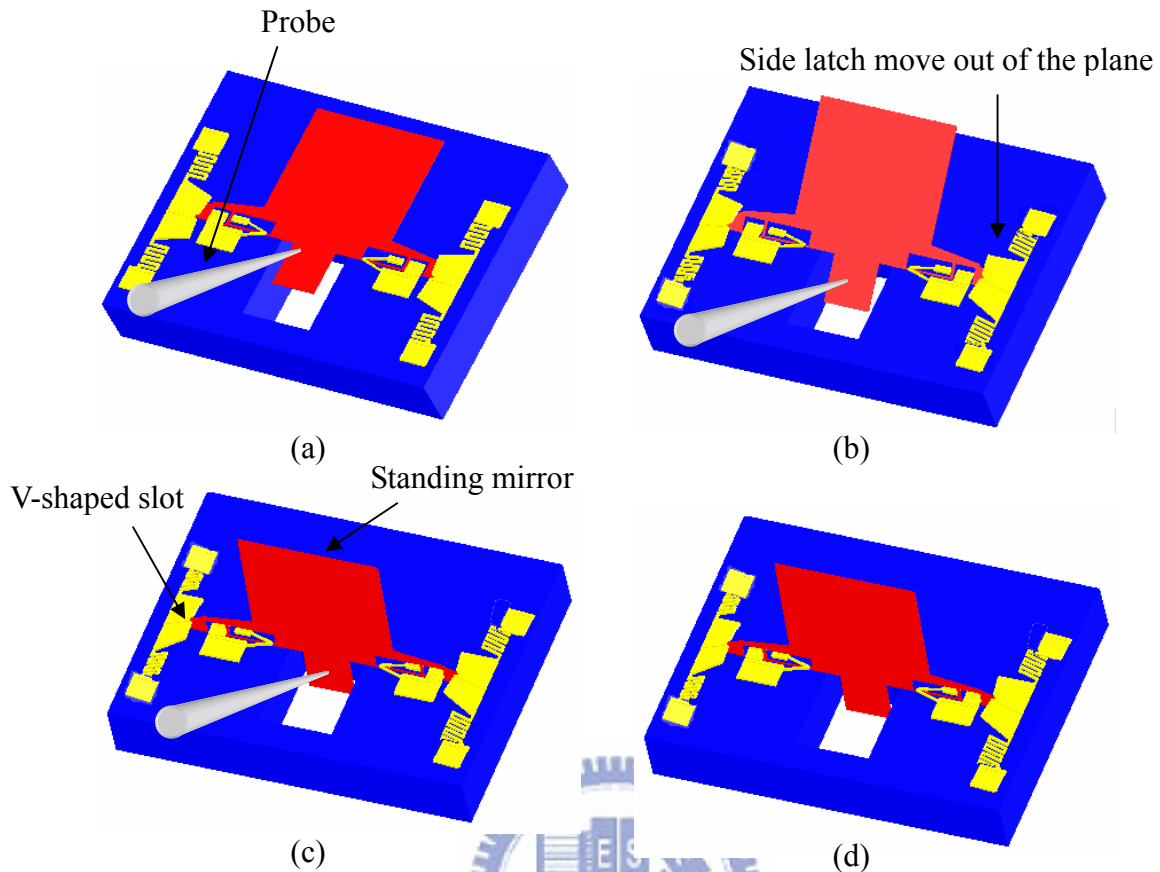 Probe
Side latch move out of the plane
(a)
(b)
V-shaped slot
Standing mirror
(c)
(d)
E S